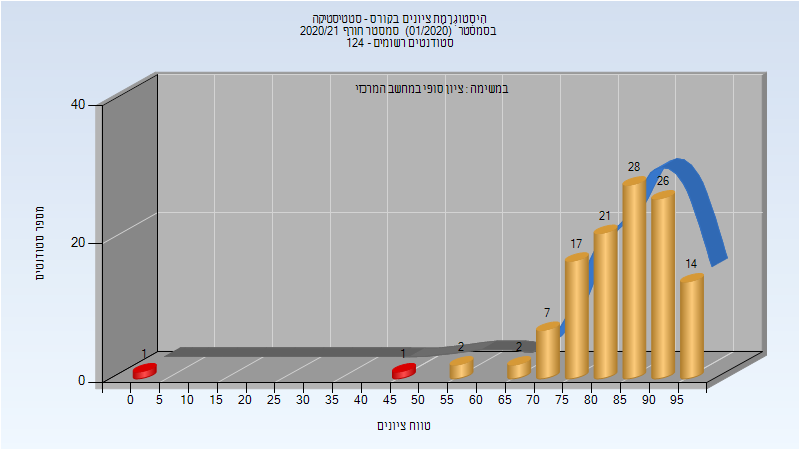 היסטוגרמת ציונים בקורס - סטטיסטיקה
בסמסטר (01/2020) סמסטר חורף 2020/21
סטודנטים רשומים - 124
במשימה : ציון סופי במחשב המרכזי
מספר סטודנטים
40
20
0
1
1
2
2
7
17
21
28
26
14
0 5 10 15 20 25 30 35 40 45 50 55 60 65 70 75 80 85 90 95
טווח ציונים